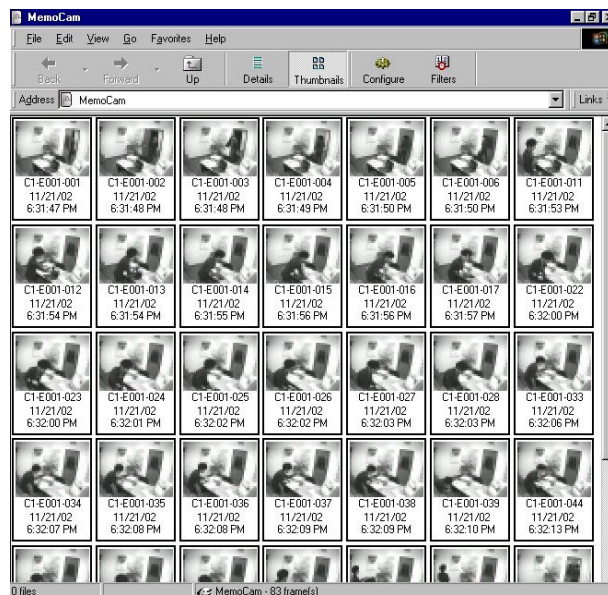 MemoCam
File Edit View Go Favorites Help
Back Forward Up Details Thumbnails Configure Filters
Address MemoCam Links
C1-E001-001 C1-E001-002 C1-E001-003 C1-E001-004 C1-E001-005 C1-E001-006 C1-E001-011
11/21/02 11/21/02 11/21/02 11/21/02 11/21/02 11/21/02 11/21/02
6:31:47 PM 6:31:48 PM 6:31:48 PM 6:31:49 PM 6:31:50 PM 6:31:50 PM 6:31:53 PM
C1-E001-012 C1-E001-013 C1-E001-014 C1-E001-015 C1-E001-016 C1-E001-017 C1-E001-022
11/21/02 11/21/02 11/21/02 11/21/02 11/21/02 11/21/02 11/21/02
6:31:54 PM 6:31:54 PM 6:31:55 PM 6:31:56 PM 6:31:56 PM 6:31:57 PM 6:32:00 PM
C1-E001-023 C1-E001-024 C1-E001-025 C1-E001-026 C1-E001-027 C1-E001-028 C1-E001-033
11/21/02 11/21/02 11/21/02 11/21/02 11/21/02 11/21/02 11/21/02
6:32:00 PM 6:32:01 PM 6:32:02 PM 6:32:02 PM 6:32:03 PM 6:32:03 PM 6:32:06 PM
C1-E001-034 C1-E001-035 C1-E001-036 C1-E001-037 C1-E001-038 C1-E001-039 C1-E001-044
11/21/02 11/21/02 11/21/02 11/21/02 11/21/02 11/21/02 11/21/02
6:32:07 PM 6:32:08 PM 6:32:08 PM 6:32:09 PM 6:32:09 PM 6:32:10 PM 6:32:13 PM
0 files MemoCam - 83 frame(s)